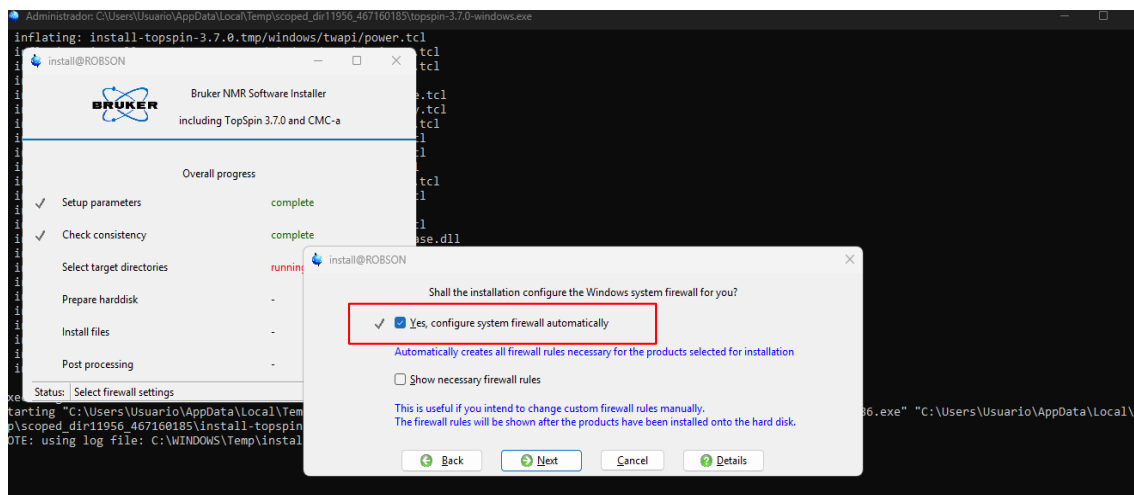 Administrador: C:\Users\Usuario\AppData\Local\Temp\scoped_dir11956_467160185\topspin-3.7.0-windows.exe
inflating: install-topspin-3.7.0.tmp/windows/twapi/power.tcl
install@ROBSON
BRUKER
Bruker NMR Software Installer
including TopSpin 3.7.0 and CMC-a
Overall progress
Setup parameters complete
Check consistency complete
Select target directories running
Prepare harddisk -
Install files -
Post processing -
Status: Select firewall settings
install@ROBSON
Shall the installation configure the Windows system firewall for you?
Yes, configure system firewall automatically
Automatically creates all firewall rules necessary for the products selected for installation
Show necessary firewall rules
This is useful if you intend to change custom firewall rules manually.
The firewall rules will be shown after the products have been installed onto the hard disk.
Back Next Cancel Details
tarting "C:\Users\Usuario\AppData\Local\Tem 86.exe" "C:\Users\Usuario\AppData\Local\
p\scoped_dir11956_467160185\install-topspin
OTE: using log file: C:\WINDOWS\Temp\instal